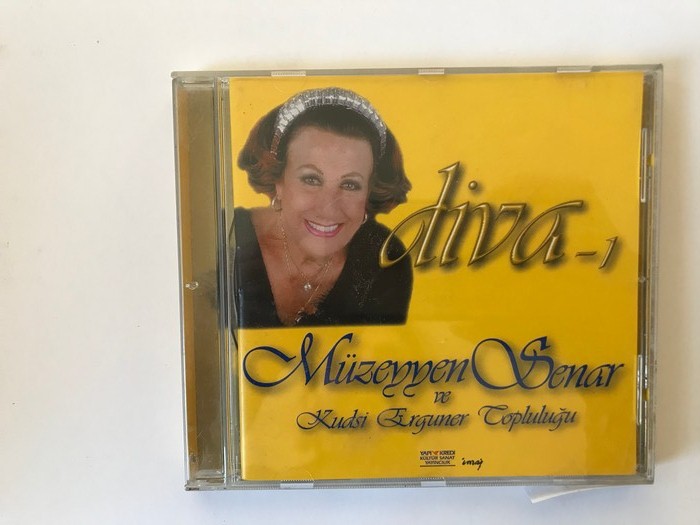 diva-1
Müzeyyen Senar
ve
Kudsi Erguner Topluluğu
YAPI KREDİ
KÜLTÜR SANAT
YAYINCILIK
imaj